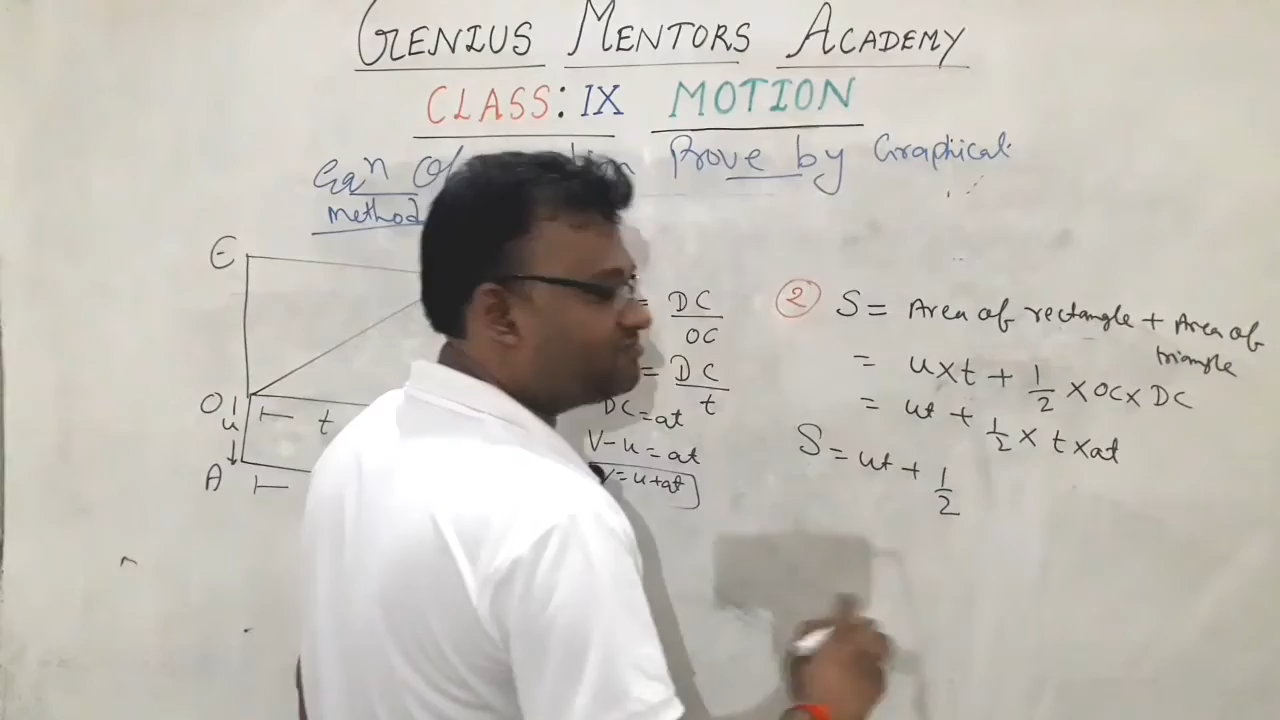 GENIUS MENTORS ACADEMY
CLASS: IX MOTION
Eqn Of Prove by Graphical
method
E
O
u
t
A
= DC/OC
= DC/t
DC = at
V - u = at
V = u + at
② S = Area of rectangle + Area of triangle
= u x t + 1/2 x OC x DC
= ut + 1/2 x t x at
S = ut + 1/2